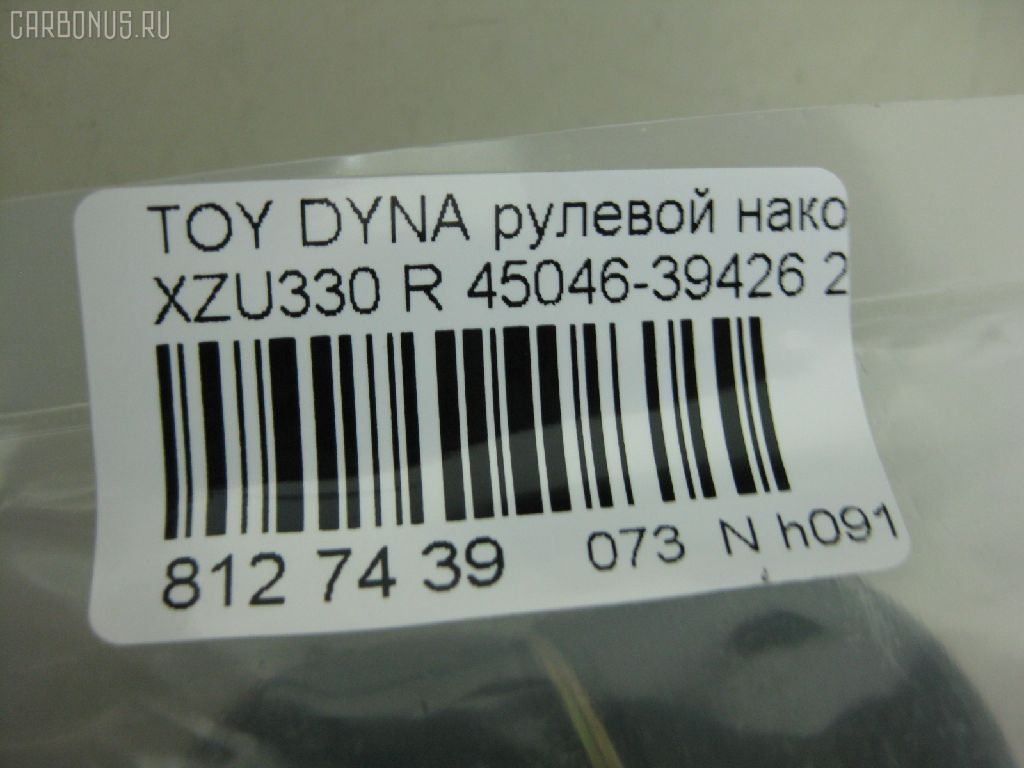 CARBONUS.RU
TOY DYNA рулевой нако
XZU330 R 45046-39426 2
812 74 39 073 N h091